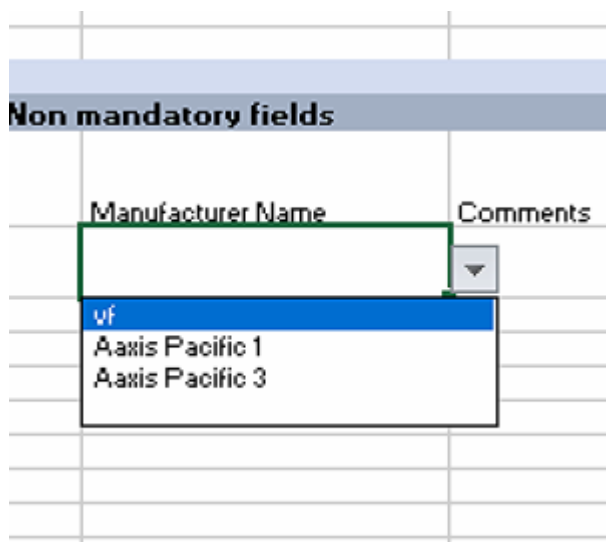 Non mandatory fields
Manufacturer Name Comments
vf
Aaxis Pacific 1
Aaxis Pacific 3